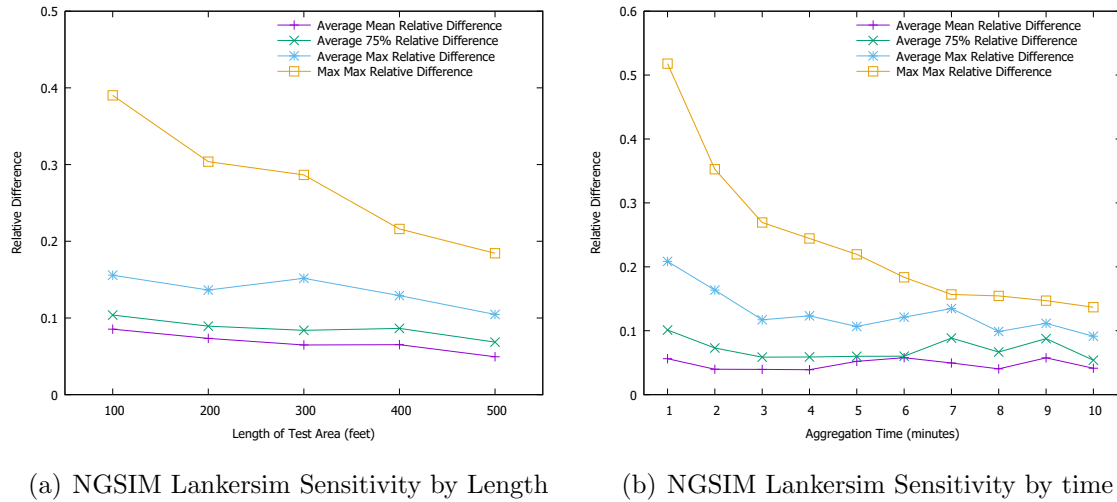 0.5
0.4
0.3
0.2
0.1
0
Relative Difference
100 200 300 400 500
Length of Test Area (feet)
Average Mean Relative Difference
Average 75% Relative Difference
Average Max Relative Difference
Max Max Relative Difference
(a) NGSIM Lankersim Sensitivity by Length
0.6
0.5
0.4
0.3
0.2
0.1
0
Relative Difference
1 2 3 4 5 6 7 8 9 10
Aggregation Time (minutes)
Average Mean Relative Difference
Average 75% Relative Difference
Average Max Relative Difference
Max Max Relative Difference
(b) NGSIM Lankersim Sensitivity by time